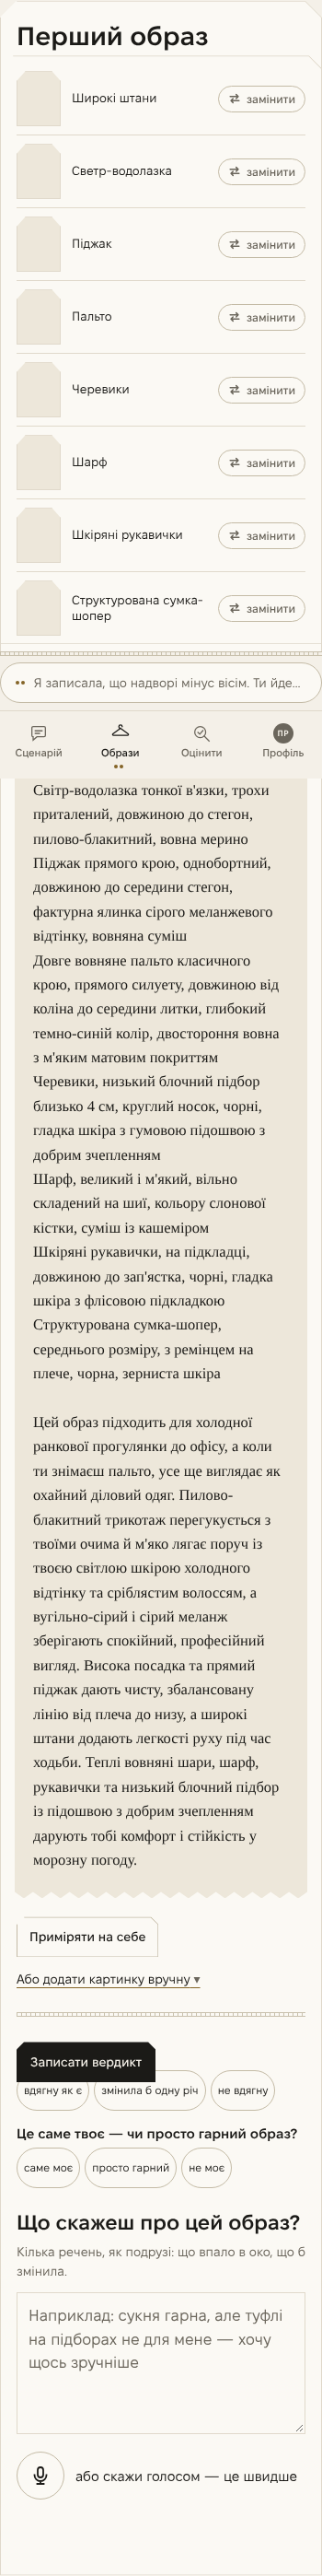 Перший образ
Широкі штани
⇄ замінити
Светр-водолазка
⇄ замінити
Піджак
⇄ замінити
Пальто
⇄ замінити
Черевики
⇄ замінити
Шарф
⇄ замінити
Шкіряні рукавички
⇄ замінити
Структурована сумка-
шопер
⇄ замінити
Я записала, що надворі мінус вісім. Ти йде...
Сценарій
Образи
Оцінити
ПР
Профіль
Світр-водолазка тонкої в'язки, трохи
приталений, довжиною до стегон,
пилово-блакитний, вовна мерино
Піджак прямого крою, однобортний,
довжиною до середини стегон,
фактурна ялинка сірого меланжевого
відтінку, вовняна суміш
Довге вовняне пальто класичного
крою, прямого силуету, довжиною від
коліна до середини литки, глибокий
темно-синій колір, двостороння вовна
з м'яким матовим покриттям
Черевики, низький блочний підбор
близько 4 см, круглий носок, чорні,
гладка шкіра з гумовою підошвою з
добрим зчепленням
Шарф, великий і м'який, вільно
складений на шиї, кольору слонової
кістки, суміш із кашеміром
Шкіряні рукавички, на підкладці,
довжиною до зап'ястка, чорні, гладка
шкіра з флісовою підкладкою
Структурована сумка-шопер,
середнього розміру, з ремінцем на
плече, чорна, зерниста шкіра
Цей образ підходить для холодної
ранкової прогулянки до офісу, а коли
ти знімаєш пальто, усе ще виглядає як
охайний діловий одяг. Пилово-
блакитний трикотаж перегукується з
твоїми очима й м'яко лягає поруч із
твоєю світлою шкірою холодного
відтінку та сріблястим волоссям, а
вугільно-сірий і сірий меланж
зберігають спокійний, професійний
вигляд. Висока посадка та прямий
піджак дають чисту, збалансовану
лінію від плеча до низу, а широкі
штани додають легкості руху під час
ходьби. Теплі вовняні шари, шарф,
рукавички та низький блочний підбор
із підошвою з добрим зчепленням
дарують тобі комфорт і стійкість у
морозну погоду.
Приміряти на себе
Або додати картинку вручну ▾
Записати вердикт
вдягну як є
змінила б одну річ
не вдягну
Це саме твоє — чи просто гарний образ?
саме моє
просто гарний
не моє
Що скажеш про цей образ?
Кілька речень, як подрузі: що впало в око, що б
змінила.
Наприклад: сукня гарна, але туфлі
на підборах не для мене — хочу
щось зручніше
або скажи голосом — це швидше